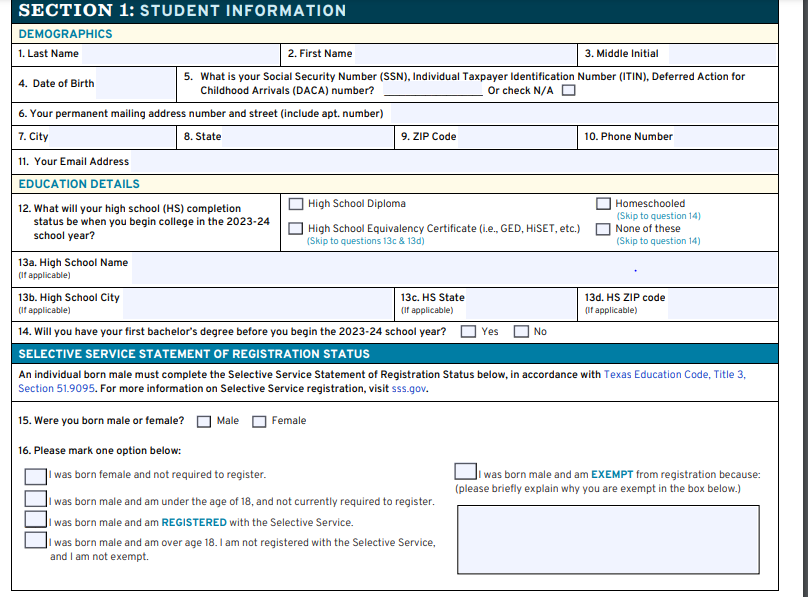 SECTION 1: STUDENT INFORMATION
DEMOGRAPHICS
1. Last Name
2. First Name
3. Middle Initial
4. Date of Birth
5. What is your Social Security Number (SSN), Individual Taxpayer Identification Number (ITIN), Deferred Action for
Childhood Arrivals (DACA) number? ________________ Or check N/A
6. Your permanent mailing address number and street (include apt. number)
7. City
8. State
9. ZIP Code
10. Phone Number
11. Your Email Address
EDUCATION DETAILS
12. What will your high school (HS) completion
status be when you begin college in the 2023-24
school year?
High School Diploma
High School Equivalency Certificate (i.e., GED, HiSET, etc.)
(Skip to questions 13c & 13d)
Homeschooled
(Skip to question 14)
None of these
(Skip to question 14)
13a. High School Name
(If applicable)
13b. High School City
(If applicable)
13c. HS State
(If applicable)
13d. HS ZIP code
(If applicable)
14. Will you have your first bachelor's degree before you begin the 2023-24 school year? Yes No
SELECTIVE SERVICE STATEMENT OF REGISTRATION STATUS
An individual born male must complete the Selective Service Statement of Registration Status below, in accordance with Texas Education Code, Title 3,
Section 51.9095. For more information on Selective Service registration, visit sss.gov.
15. Were you born male or female? Male Female
16. Please mark one option below:
I was born female and not required to register.
I was born male and am under the age of 18, and not currently required to register.
I was born male and am REGISTERED with the Selective Service.
I was born male and am over age 18. I am not registered with the Selective Service,
and I am not exempt.
I was born male and am EXEMPT from registration because:
(please briefly explain why you are exempt in the box below.)